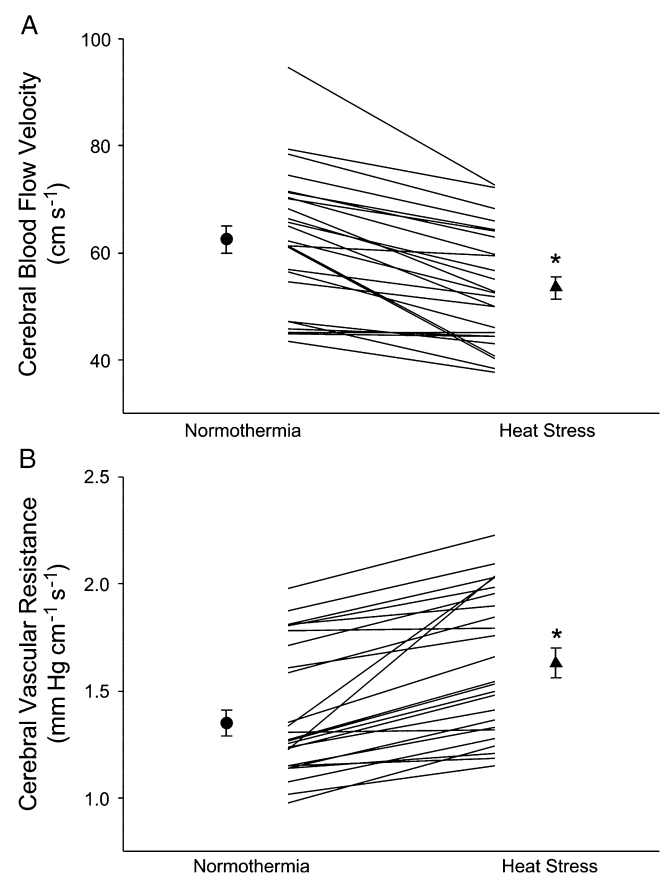 A
Cerebral Blood Flow Velocity
(cm s⁻¹)
100
80
60
40
*
Normothermia
Heat Stress
B
Cerebral Vascular Resistance
(mm Hg cm⁻¹ s⁻¹)
2.5
2.0
1.5
1.0
*
Normothermia
Heat Stress